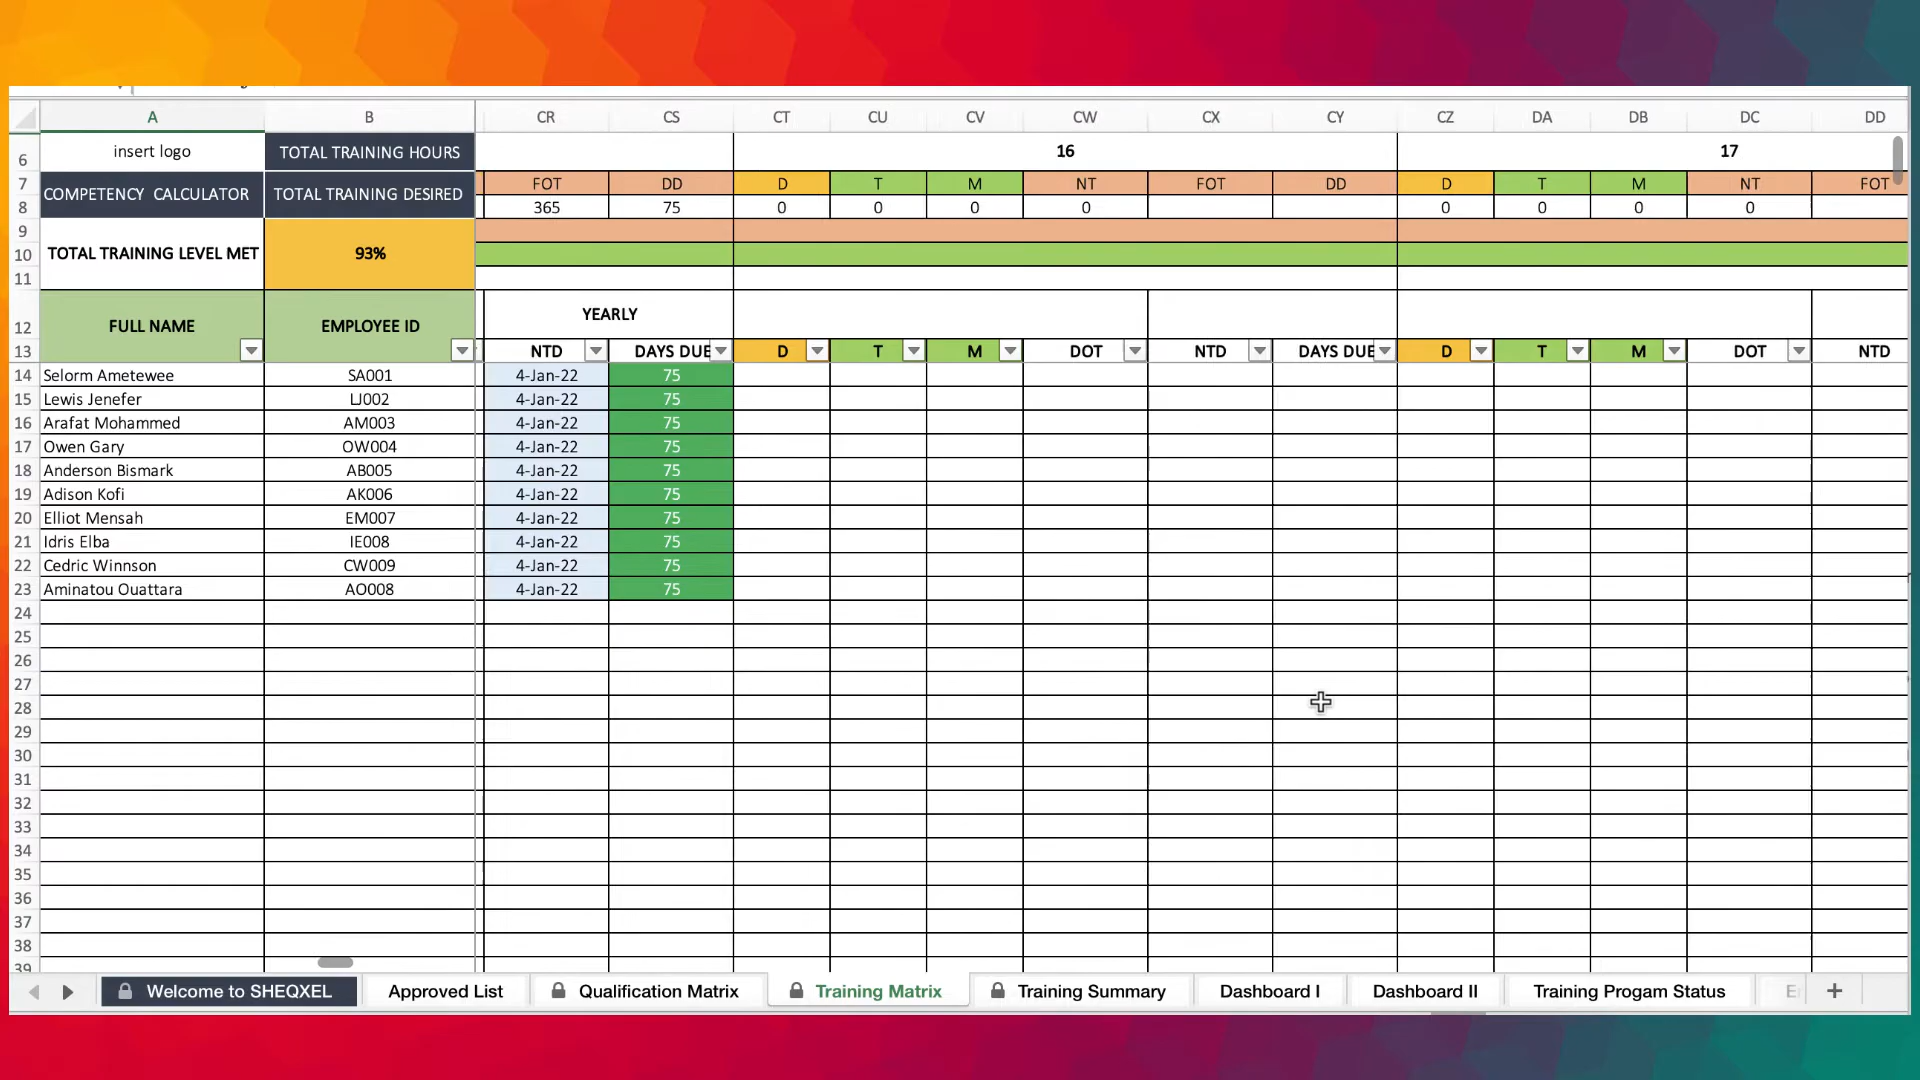 A B CR CS CT CU CV CW CX CY CZ DA DB DC DD
6 insert logo TOTAL TRAINING HOURS 16 17
7 COMPETENCY CALCULATOR TOTAL TRAINING DESIRED FOT DD D T M NT FOT DD D T M NT FOT
8 365 75 0 0 0 0 0 0 0 0
9
10 TOTAL TRAINING LEVEL MET 93%
11
12 FULL NAME EMPLOYEE ID YEARLY
13 NTD DAYS DUE D T M DOT NTD DAYS DUE D T M DOT NTD
14 Selorm Ametewee SA001 4-Jan-22 75
15 Lewis Jenefer LJ002 4-Jan-22 75
16 Arafat Mohammed AM003 4-Jan-22 75
17 Owen Gary OW004 4-Jan-22 75
18 Anderson Bismark AB005 4-Jan-22 75
19 Adison Kofi AK006 4-Jan-22 75
20 Elliot Mensah EM007 4-Jan-22 75
21 Idris Elba IE008 4-Jan-22 75
22 Cedric Winnson CW009 4-Jan-22 75
23 Aminatou Ouattara AO008 4-Jan-22 75
24
25
26
27
28
29
30
31
32
33
34
35
36
37
38
39
Welcome to SHEQXEL Approved List Qualification Matrix Training Matrix Training Summary Dashboard I Dashboard II Training Progam Status